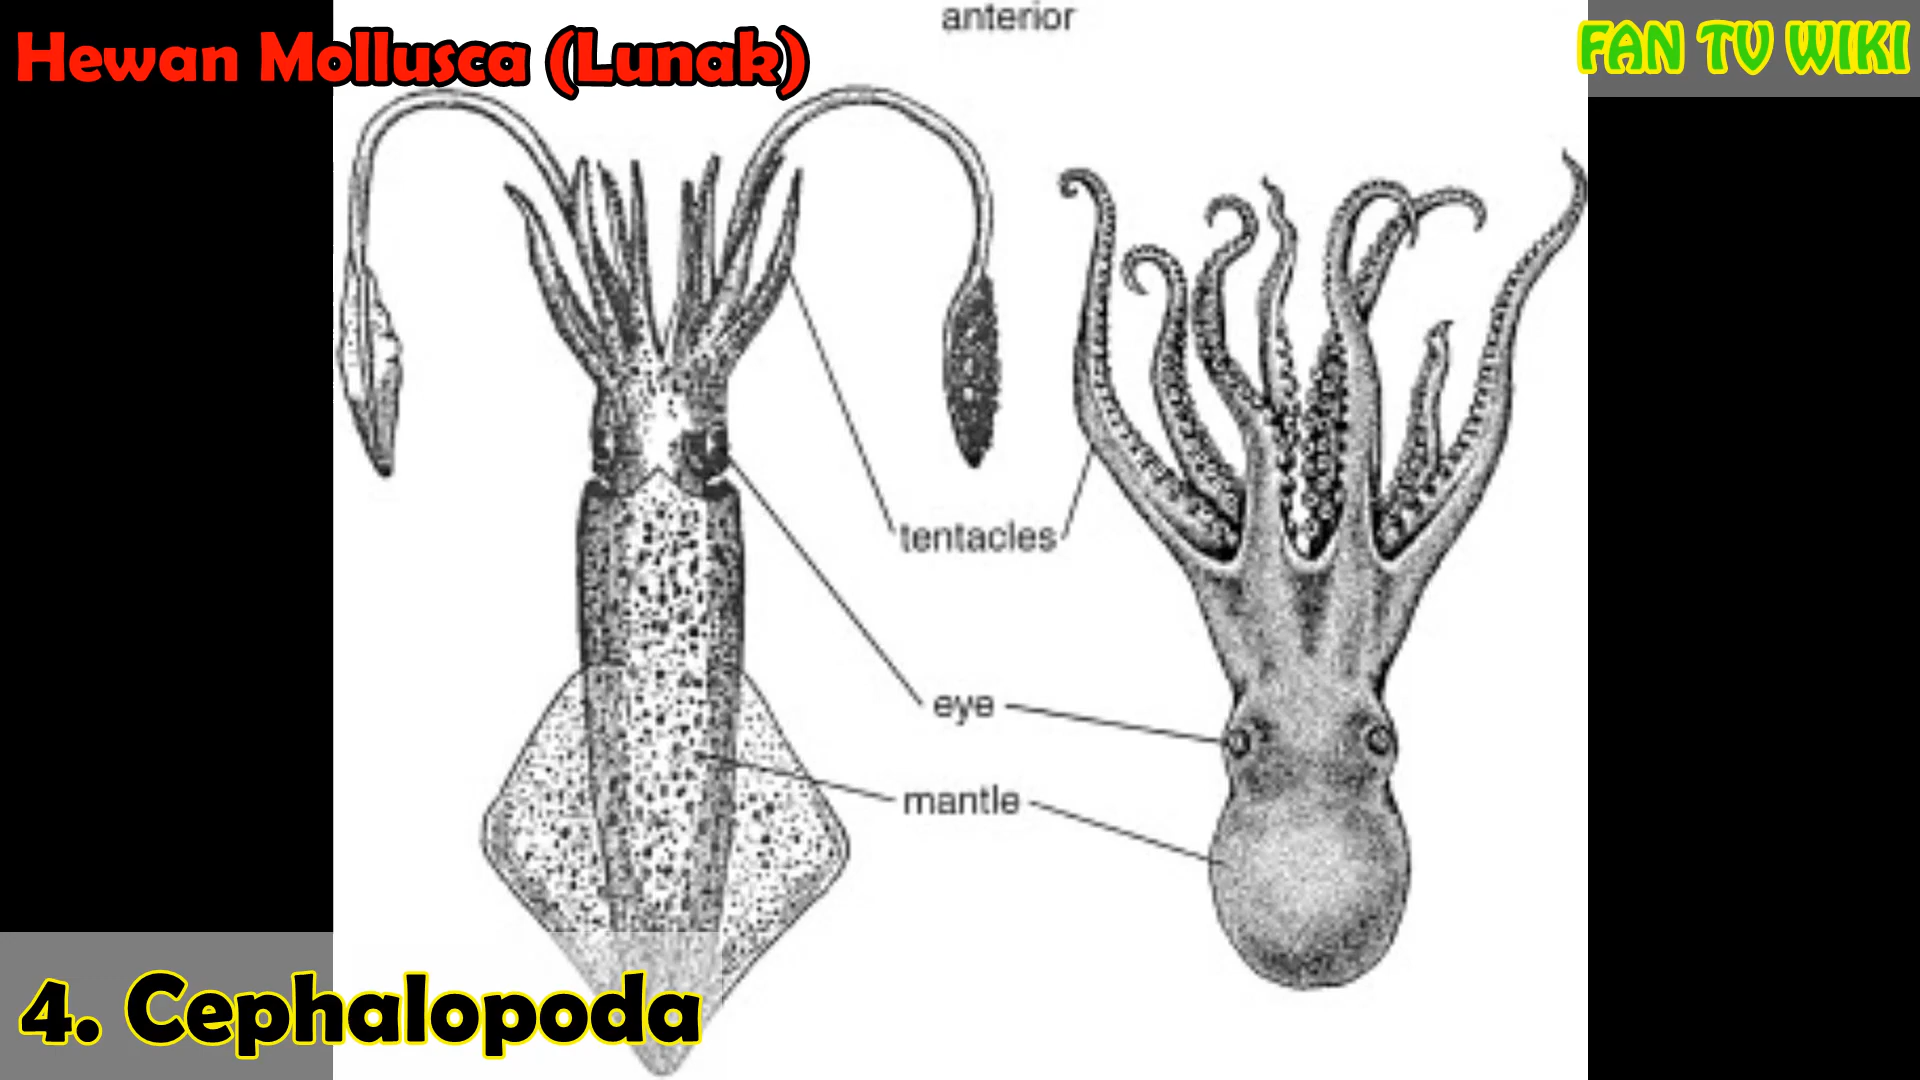 anterior
Hewan Mollusca (Lunak)
FAN TV WIKI
tentacles
eye
mantle
4. Cephalopoda